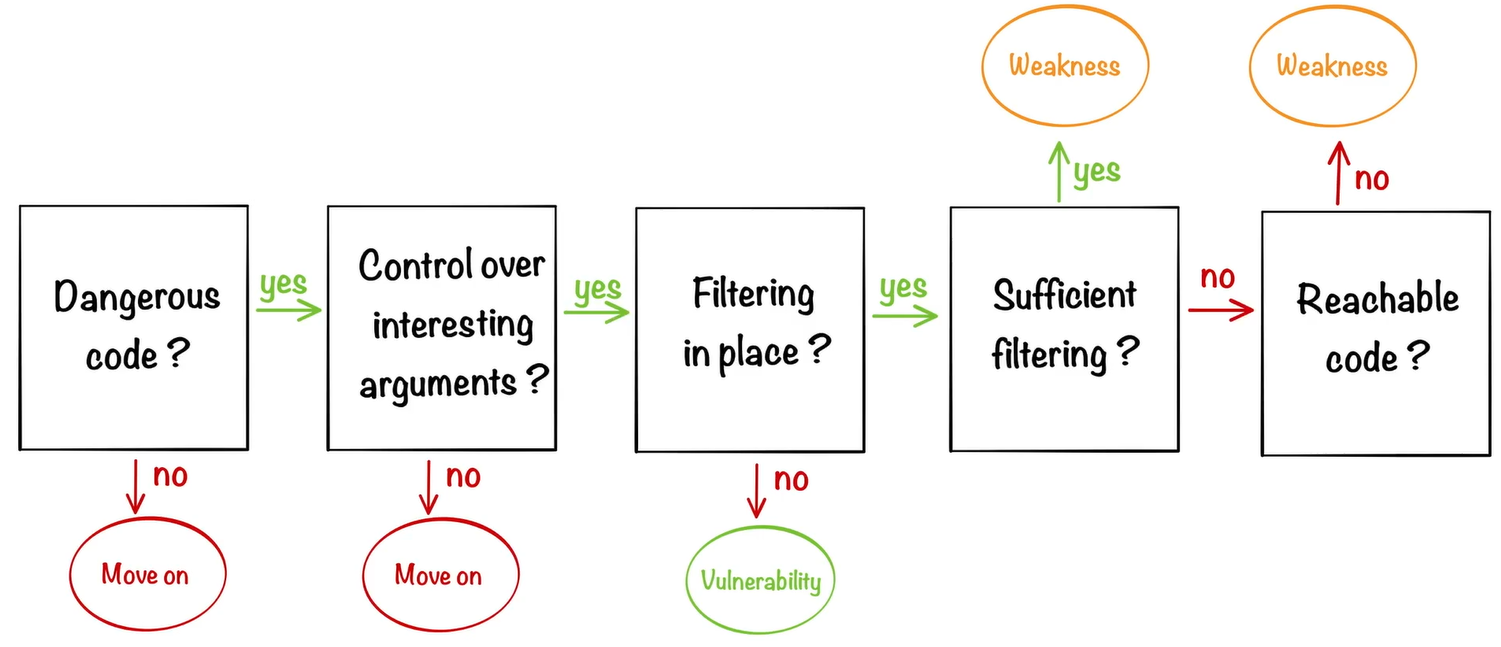 Weakness
Weakness
yes
no
Dangerous
code ?
yes
Control over
interesting
arguments ?
yes
Filtering
in place ?
yes
Sufficient
filtering ?
no
Reachable
code ?
no
no
no
Move on
Move on
Vulnerability